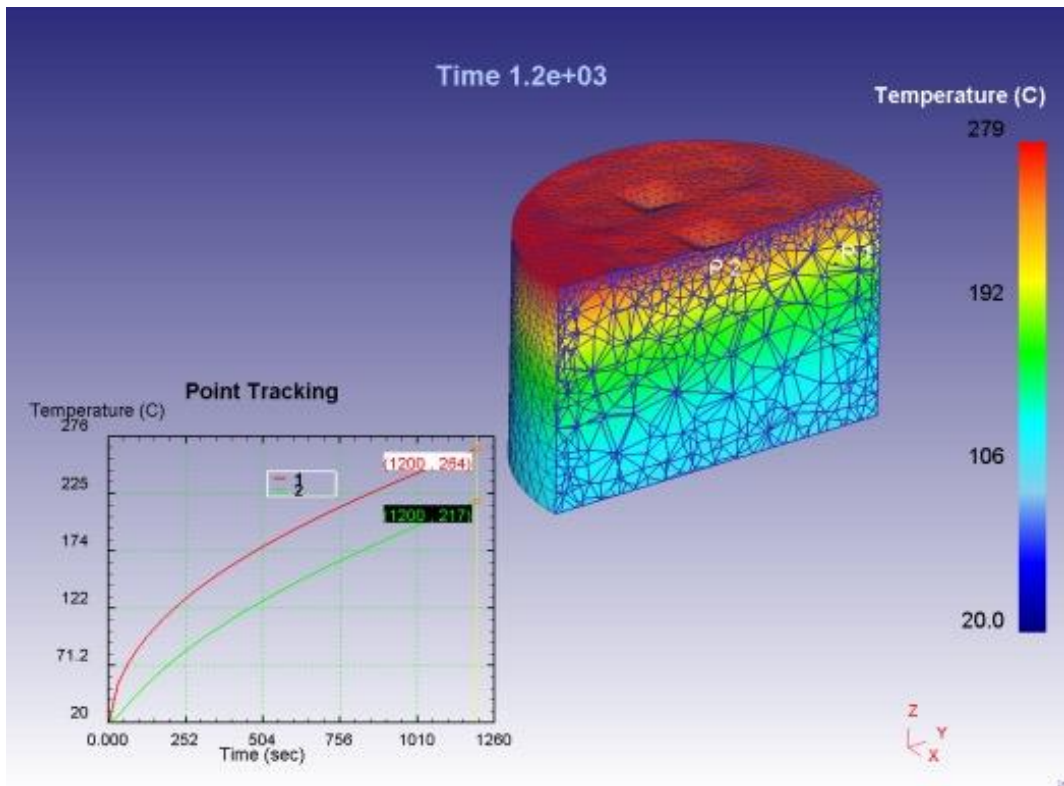 Time 1.2e+03
Temperature (C)
279
192
106
20.0
P 2
P 1
Point Tracking
Temperature (C)
276
225
174
122
71.2
20
1
2
(1200 , 264)
(1200 , 217)
0.000 252 504 756 1010 1260
Time (sec)
Z
Y
X